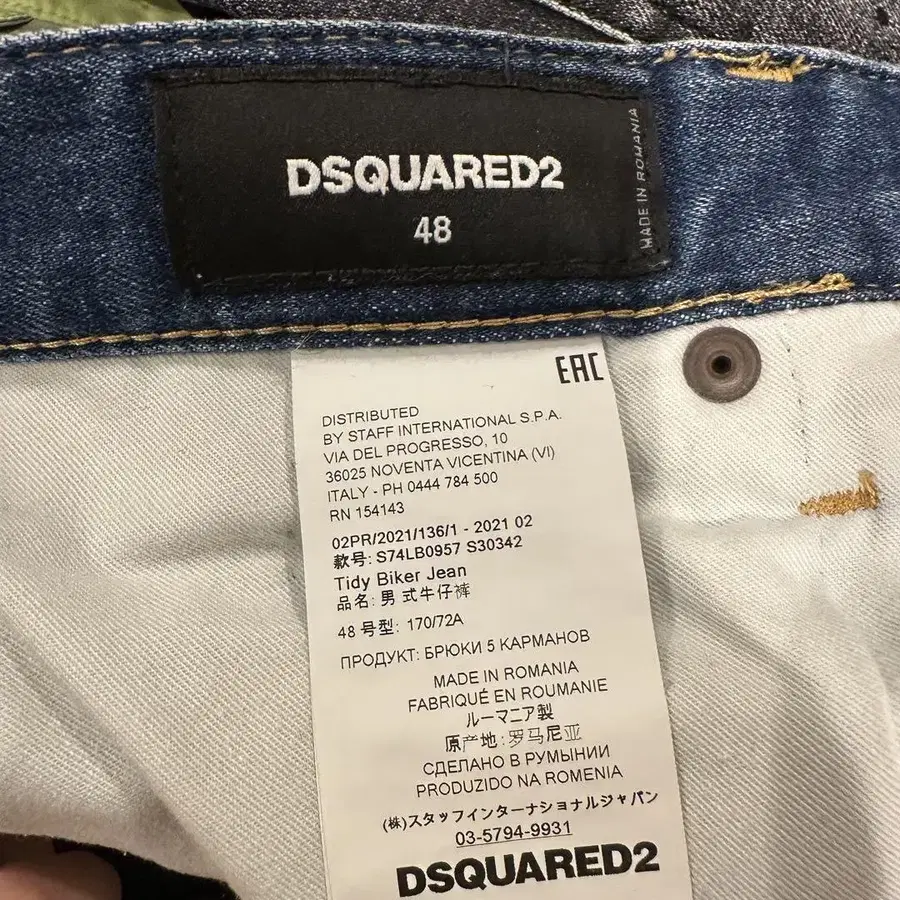 DSQUARED2
48
MADE IN ROMANIA
EAC
DISTRIBUTED
BY STAFF INTERNATIONAL S.P.A.
VIA DEL PROGRESSO, 10
36025 NOVENTA VICENTINA (VI)
ITALY - PH 0444 784 500
RN 154143
02PR/2021/136/1 - 2021 02
款号: S74LB0957 S30342
Tidy Biker Jean
品名: 男 式牛仔裤
48 号型: 170/72A
ПРОДУКТ: БРЮКИ 5 КАРМАНОВ
MADE IN ROMANIA
FABRIQUÉ EN ROUMANIE
ルーマニア製
原产地:罗马尼亚
СДЕЛАНО В РУМЫНИИ
PRODUZIDO NA ROMENIA
(株)スタッフインターナショナルジャパン
03-5794-9931
DSQUARED2